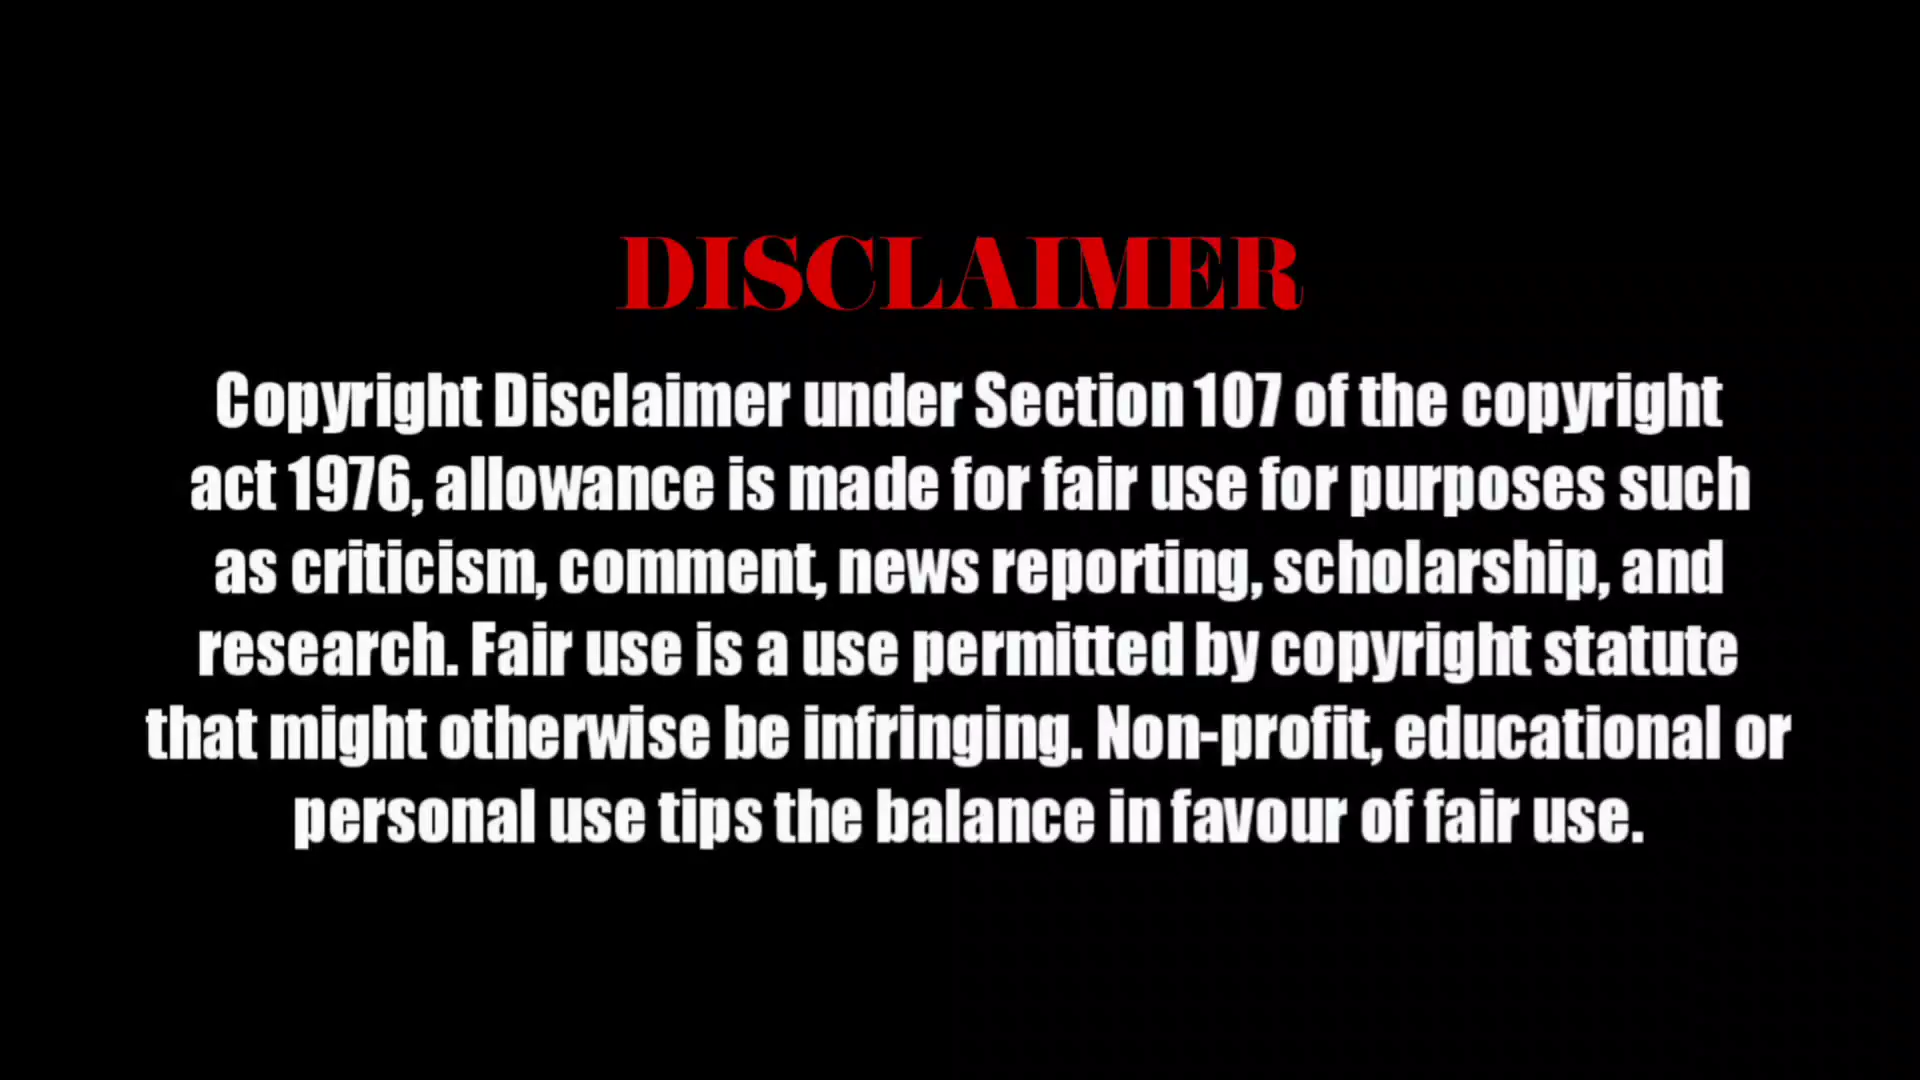 DISCLAIMER
Copyright Disclaimer under Section 107 of the copyright
act 1976, allowance is made for fair use for purposes such
as criticism, comment, news reporting, scholarship, and
research. Fair use is a use permitted by copyright statute
that might otherwise be infringing. Non-profit, educational or
personal use tips the balance in favour of fair use.